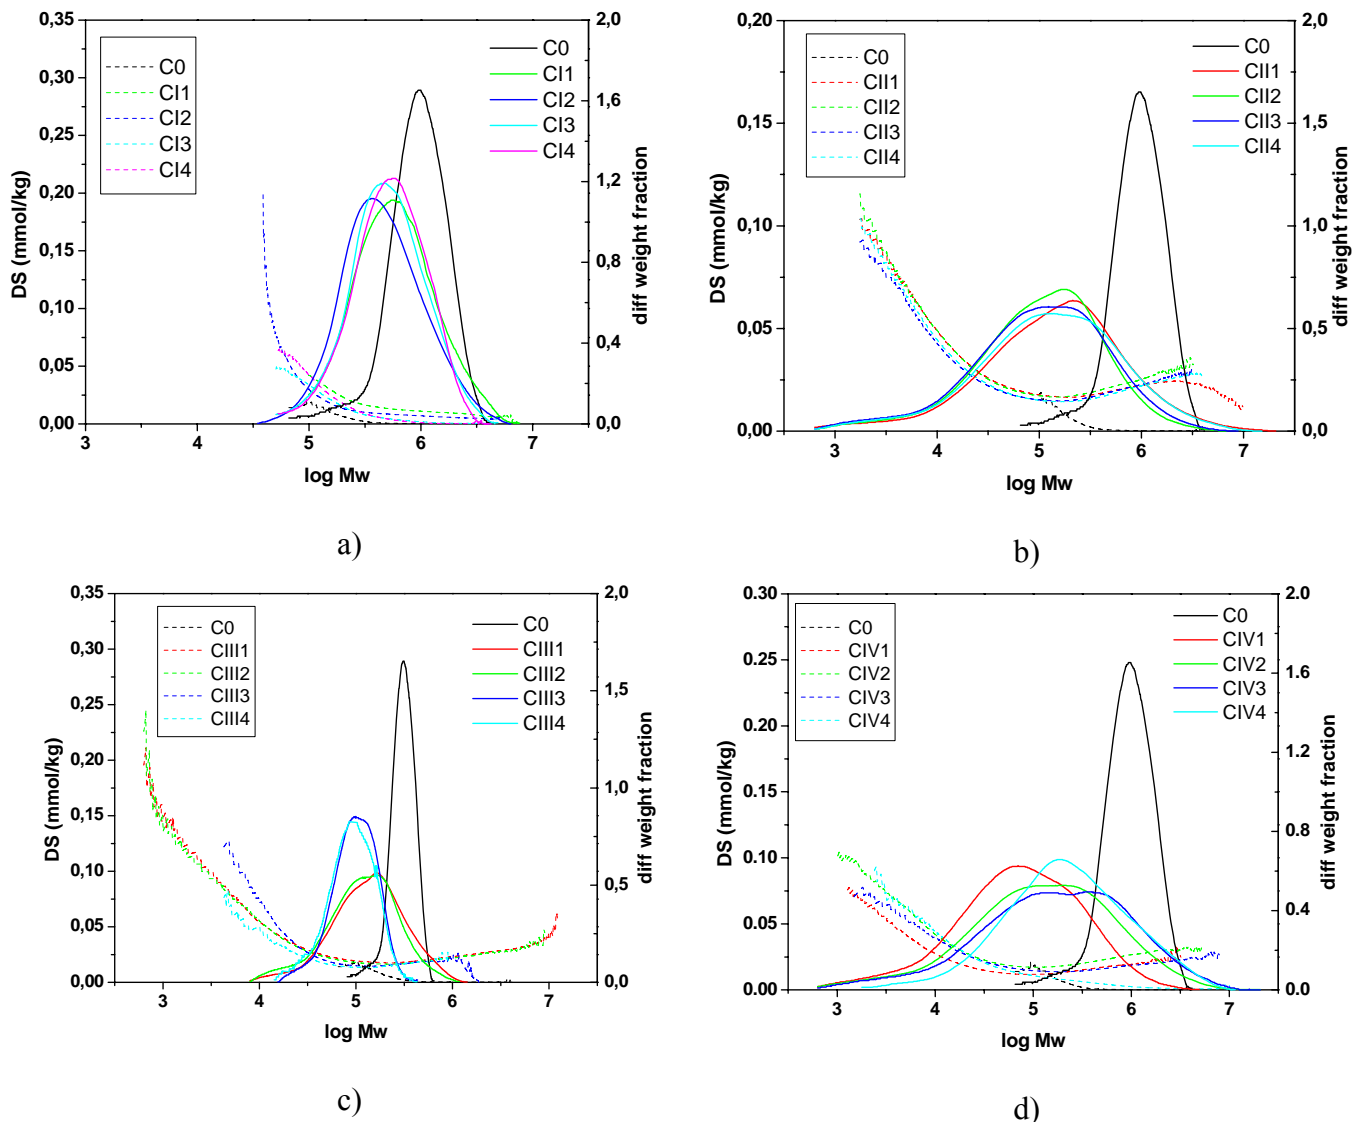 0,35
0,30
0,25
0,20
0,15
0,10
0,05
0,00
DS (mmol/kg)
C0
CI1
CI2
CI3
CI4
C0
CI1
CI2
CI3
CI4
2,0
1,6
1,2
0,8
0,4
0,0
diff weight fraction
3 4 5 6 7
log Mw
a)
0,20
0,15
0,10
0,05
0,00
DS (mmol/kg)
C0
CII1
CII2
CII3
CII4
C0
CII1
CII2
CII3
CII4
2,0
1,5
1,0
0,5
0,0
diff weight fraction
3 4 5 6 7
log Mw
b)
0,35
0,30
0,25
0,20
0,15
0,10
0,05
0,00
DS (mmol/kg)
C0
CIII1
CIII2
CIII3
CIII4
C0
CIII1
CIII2
CIII3
CIII4
2,0
1,5
1,0
0,5
0,0
diff weight fraction
3 4 5 6 7
log Mw
c)
0.30
0.25
0.20
0.15
0.10
0.05
0.00
DS (mmol/kg)
C0
CIV1
CIV2
CIV3
CIV4
C0
CIV1
CIV2
CIV3
CIV4
2.0
1.6
1.2
0.8
0.4
0.0
diff weight fraction
3 4 5 6 7
log Mw
d)